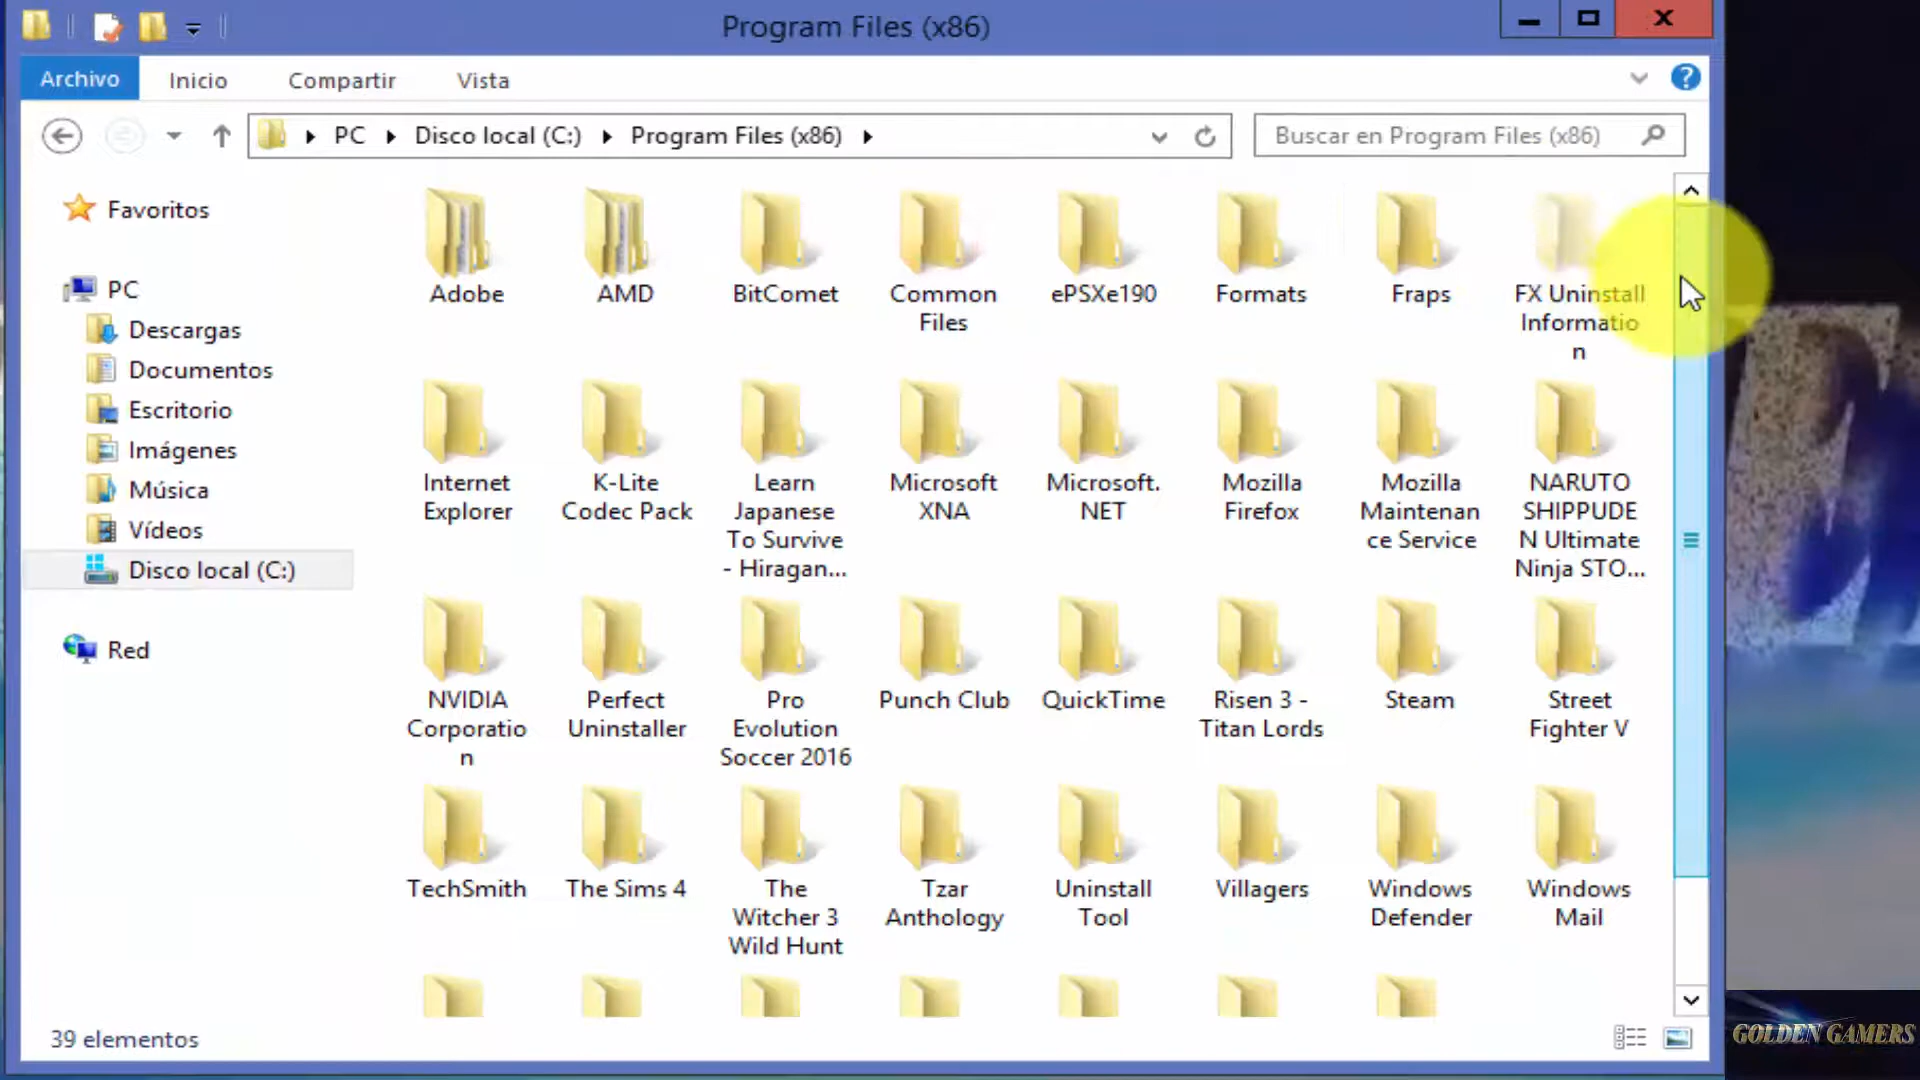 Program Files (x86)
Archivo
Inicio
Compartir
Vista
PC
Disco local (C:)
Program Files (x86)
Buscar en Program Files (x86)
Favoritos
PC
Descargas
Documentos
Escritorio
Imágenes
Música
Vídeos
Disco local (C:)
Red
Adobe
AMD
BitComet
Common
Files
ePSXe190
Formats
Fraps
FX Uninstall
Informatio
n
Internet
Explorer
K-Lite
Codec Pack
Learn
Japanese
To Survive
- Hiragan...
Microsoft
XNA
Microsoft.
NET
Mozilla
Firefox
Mozilla
Maintenan
ce Service
NARUTO
SHIPPUDE
N Ultimate
Ninja STO...
NVIDIA
Corporatio
n
Perfect
Uninstaller
Pro
Evolution
Soccer 2016
Punch Club
QuickTime
Risen 3 -
Titan Lords
Steam
Street
Fighter V
TechSmith
The Sims 4
The
Witcher 3
Wild Hunt
Tzar
Anthology
Uninstall
Tool
Villagers
Windows
Defender
Windows
Mail
39 elementos
GOLDEN GAMERS